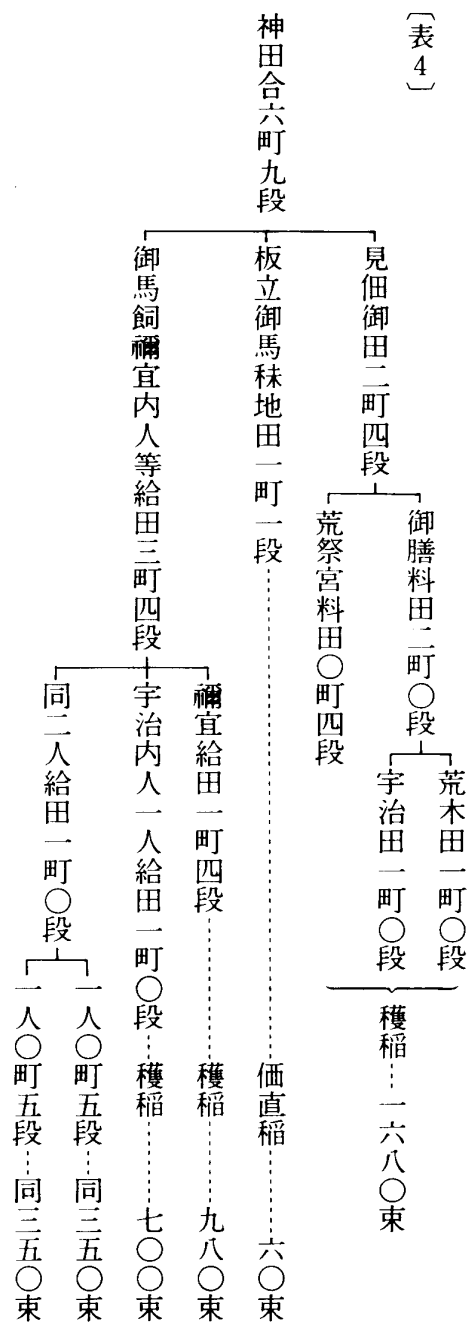 〔表4〕
神田合六町九段
見佃御田二町四段
御膳料田二町〇段
荒木田一町〇段
宇治田一町〇段
穫稲……一六八〇束
荒祭宮料田〇町四段
板立御馬秣地田一町一段……価直稲……六〇束
御馬飼禰宜内人等給田三町四段
禰宜給田一町四段……穫稲……九八〇束
宇治内人一人給田一町〇段……穫稲……七〇〇束
同二人給田一町〇段
一人〇町五段……同三五〇束
一人〇町五段……同三五〇束